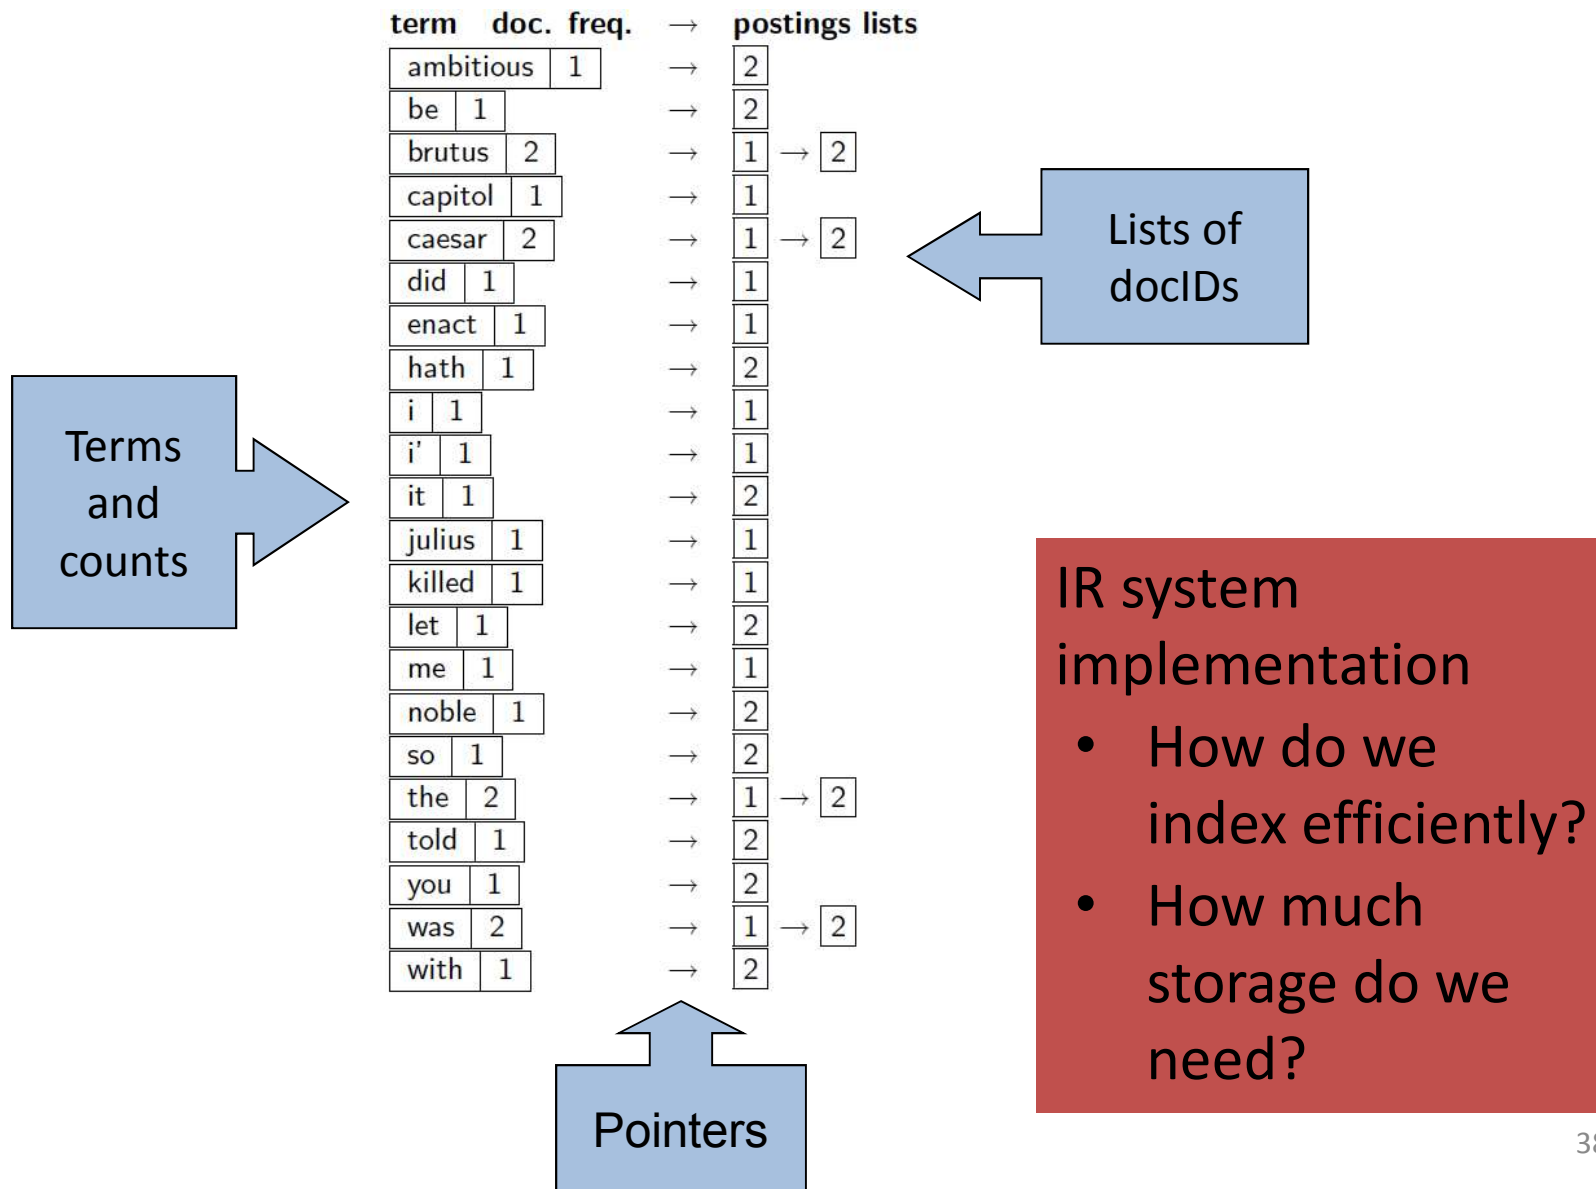 term doc. freq. → postings lists
ambitious 1 → 2
be 1 → 2
brutus 2 → 1 → 2
capitol 1 → 1
caesar 2 → 1 → 2
did 1 → 1
enact 1 → 1
hath 1 → 2
i 1 → 1
i' 1 → 1
it 1 → 2
julius 1 → 1
killed 1 → 1
let 1 → 2
me 1 → 1
noble 1 → 2
so 1 → 2
the 2 → 1 → 2
told 1 → 2
you 1 → 2
was 2 → 1 → 2
with 1 → 2
Lists of
docIDs
Terms
and
counts
Pointers
IR system
implementation
• How do we
index efficiently?
• How much
storage do we
need?
38